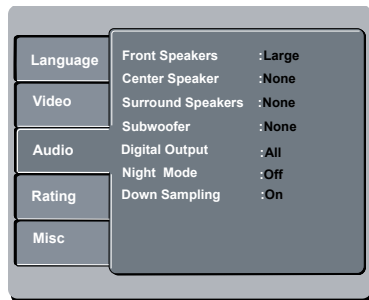 Language
Video
Audio
Rating
Misc
Front Speakers :Large
Center Speaker :None
Surround Speakers :None
Subwoofer :None
Digital Output :All
Night Mode :Off
Down Sampling :On